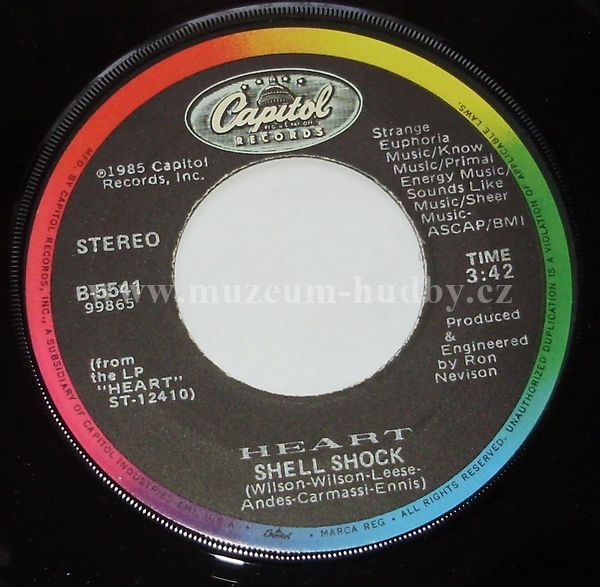 Capitol
RECORDS
℗1985 Capitol
Records, Inc.
Strange
Euphoria
Music/Know
Music/Primal
Energy Music/
Sounds Like
Music/Sheer
Music-
ASCAP/BMI
STEREO
TIME
3:42
B-5541
99865
Produced
&
Engineered
by Ron
Nevison
(from
the LP
"HEART"
ST-12410)
HEART
SHELL SHOCK
(Wilson-Wilson-Leese-
Andes-Carmassi-Ennis)
MFD. BY CAPITOL RECORDS, INC., A SUBSIDIARY OF CAPITOL INDUSTRIES-EMI, U.S.A. · Capitol · MARCA REG · ALL RIGHTS RESERVED. UNAUTHORIZED DUPLICATION IS A VIOLATION OF APPLICABLE LAWS.
www.muzeum-hudby.cz